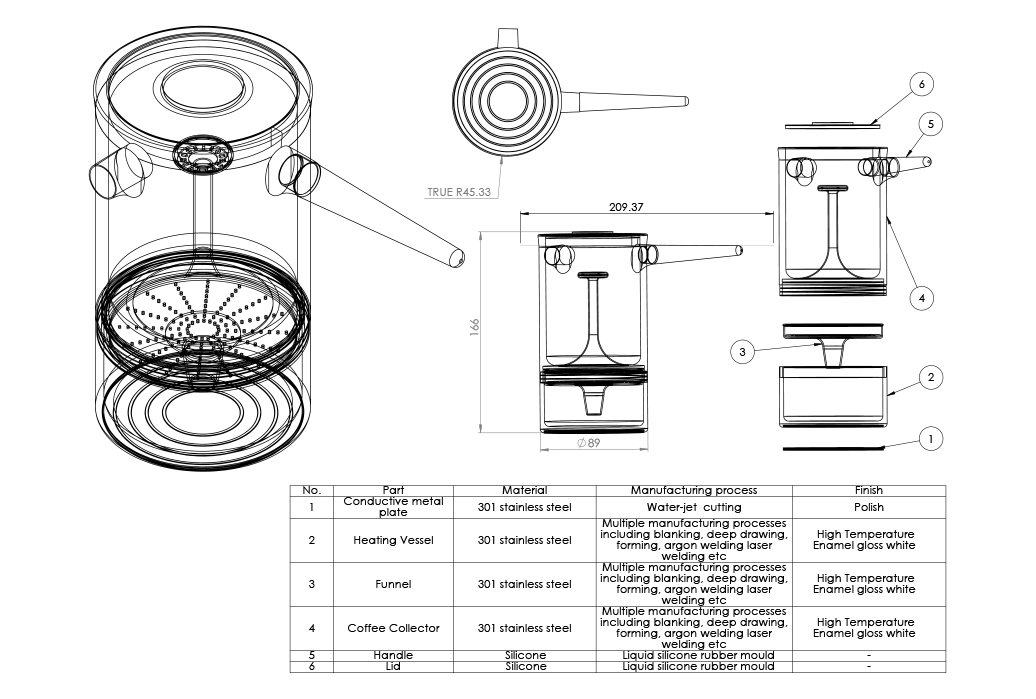 TRUE R45.33
209.37
166
∅89
6
5
4
3
2
1
No. Part Material Manufacturing process Finish
1 Conductive metal plate 301 stainless steel Water-jet cutting Polish
2 Heating Vessel 301 stainless steel Multiple manufacturing processes including blanking, deep drawing, forming, argon welding laser welding etc High Temperature Enamel gloss white
3 Funnel 301 stainless steel Multiple manufacturing processes including blanking, deep drawing, forming, argon welding laser welding etc High Temperature Enamel gloss white
4 Coffee Collector 301 stainless steel Multiple manufacturing processes including blanking, deep drawing, forming, argon welding laser welding etc High Temperature Enamel gloss white
5 Handle Silicone Liquid silicone rubber mould -
6 Lid Silicone Liquid silicone rubber mould -